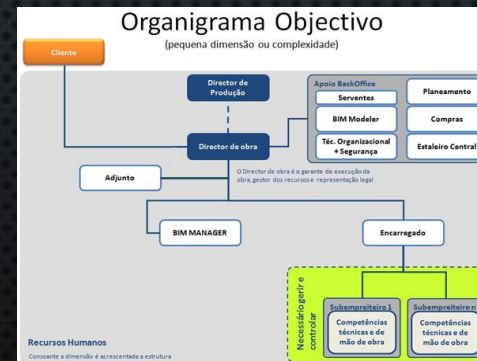 Organigrama Objectivo
(pequena dimensão ou complexidade)
Cliente
Director de
Produção
Apoio BackOffice
Serventes
Planeamento
BIM Modeler
Compras
Director de obra
Téc. Organizacional
+ Segurança
Estaleiro Central
O Director de obra é o garante da execução da
obra, gestor dos recursos e representação legal
Adjunto
BIM MANAGER
Encarregado
Necessário gerir e
controlar
Subempreiteiro 1
Subempreiteiro n
Competências
técnicas e de
mão de obra
Competências
técnicas e de
mão de obra
Recursos Humanos
Consoante a dimensão é acrescentada a estrutura